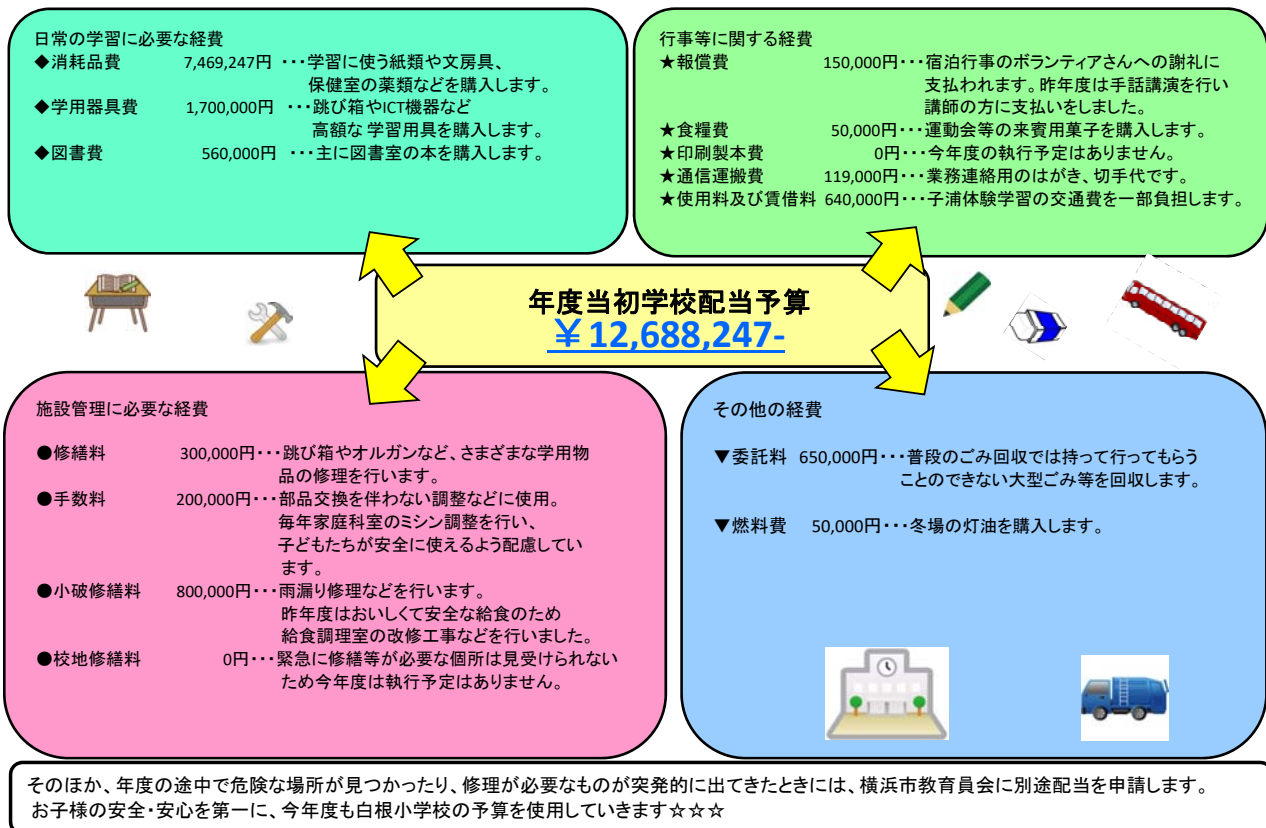 日常の学習に必要な経費
◆消耗品費 7,469,247円 ･･･学習に使う紙類や文房具、
保健室の薬類などを購入します。
◆学用器具費 1,700,000円 ･･･跳び箱やICT機器など
高額な 学習用具を購入します。
◆図書費 560,000円 ･･･主に図書室の本を購入します。
行事等に関する経費
★報償費 150,000円･･･宿泊行事のボランティアさんへの謝礼に
支払われます。昨年度は手話講演を行い
講師の方に支払いをしました。
★食糧費 50,000円･･･運動会等の来賓用菓子を購入します。
★印刷製本費 0円･･･今年度の執行予定はありません。
★通信運搬費 119,000円･･･業務連絡用のはがき、切手代です。
★使用料及び賃借料 640,000円･･･子浦体験学習の交通費を一部負担します。
年度当初学校配当予算
￥12,688,247-
施設管理に必要な経費
●修繕料 300,000円･･･跳び箱やオルガンなど、さまざまな学用物
品の修理を行います。
●手数料 200,000円･･･部品交換を伴わない調整などに使用。
毎年家庭科室のミシン調整を行い、
子どもたちが安全に使えるよう配慮してい
ます。
●小破修繕料 800,000円･･･雨漏り修理などを行います。
昨年度はおいしくて安全な給食のため
給食調理室の改修工事などを行いました。
●校地修繕料 0円･･･緊急に修繕等が必要な個所は見受けられない
ため今年度は執行予定はありません。
その他の経費
▼委託料 650,000円･･･普段のごみ回収では持って行ってもらう
ことのできない大型ごみ等を回収します。
▼燃料費 50,000円･･･冬場の灯油を購入します。
そのほか、年度の途中で危険な場所が見つかったり、修理が必要なものが突発的に出てきたときには、横浜市教育員会に別途配当を申請します。
お子様の安全・安心を第一に、今年度も白根小学校の予算を使用していきます☆☆☆